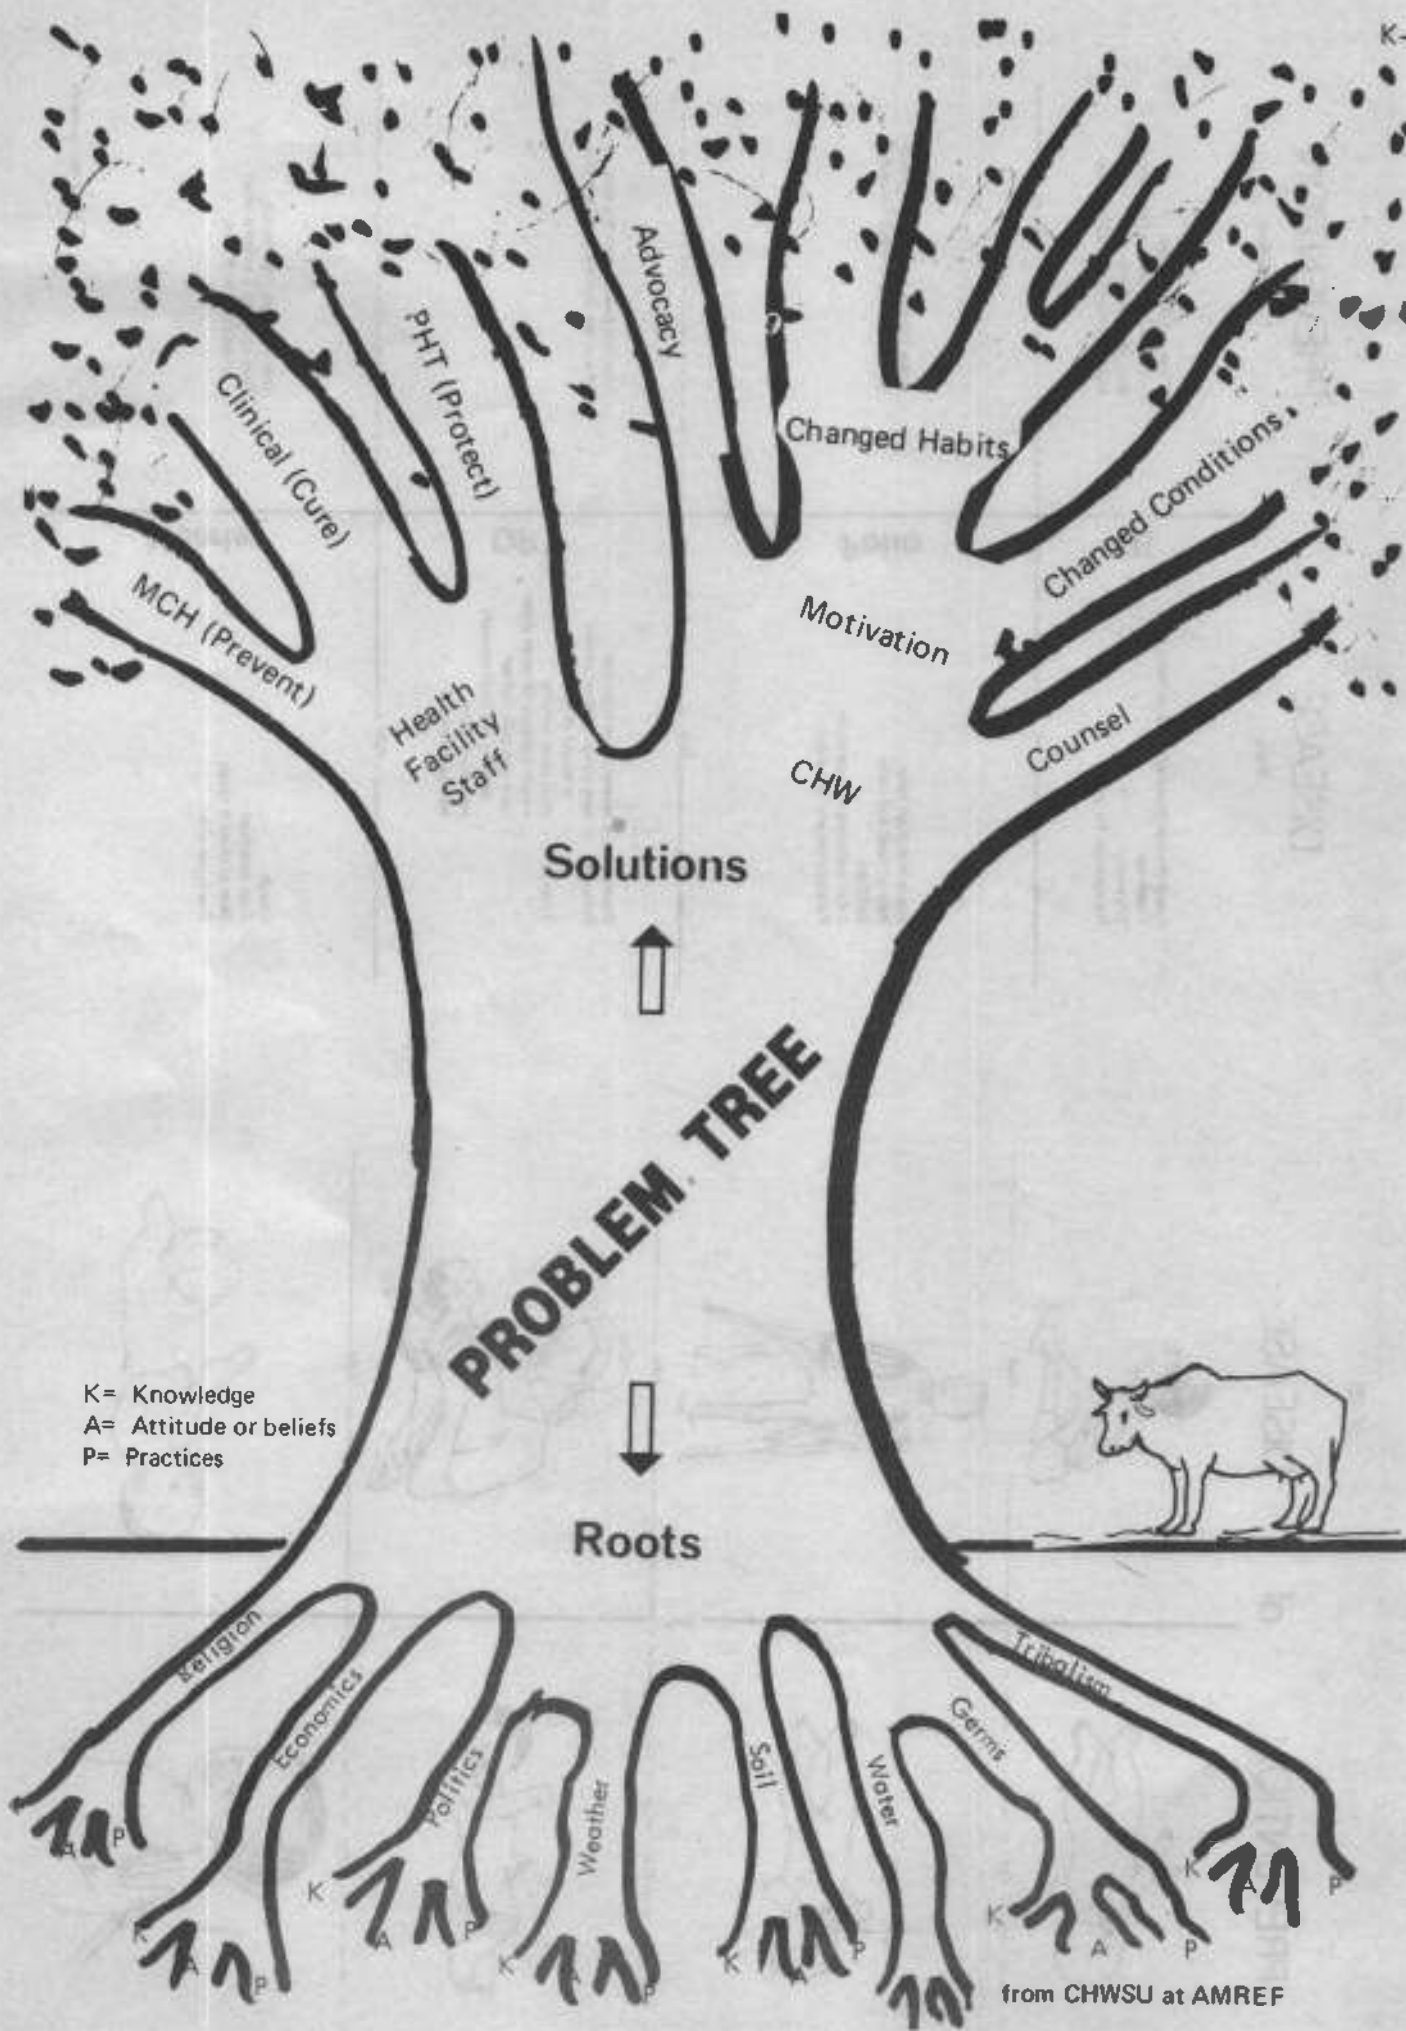 K-
Advocacy
PHT (Protect)
Clinical (Cure)
MCH (Prevent)
Changed Habits
Changed Conditions
Motivation
Counsel
Health
Facility
Staff
CHW
Solutions
PROBLEM TREE
K= Knowledge
A= Attitude or beliefs
P= Practices
Roots
Religion
Economics
Politics
Weather
Soil
Water
Germs
Tribalism
A P
K A P
K A P
K A P
K A P
K A P
K A P
from CHWSU at AMREF